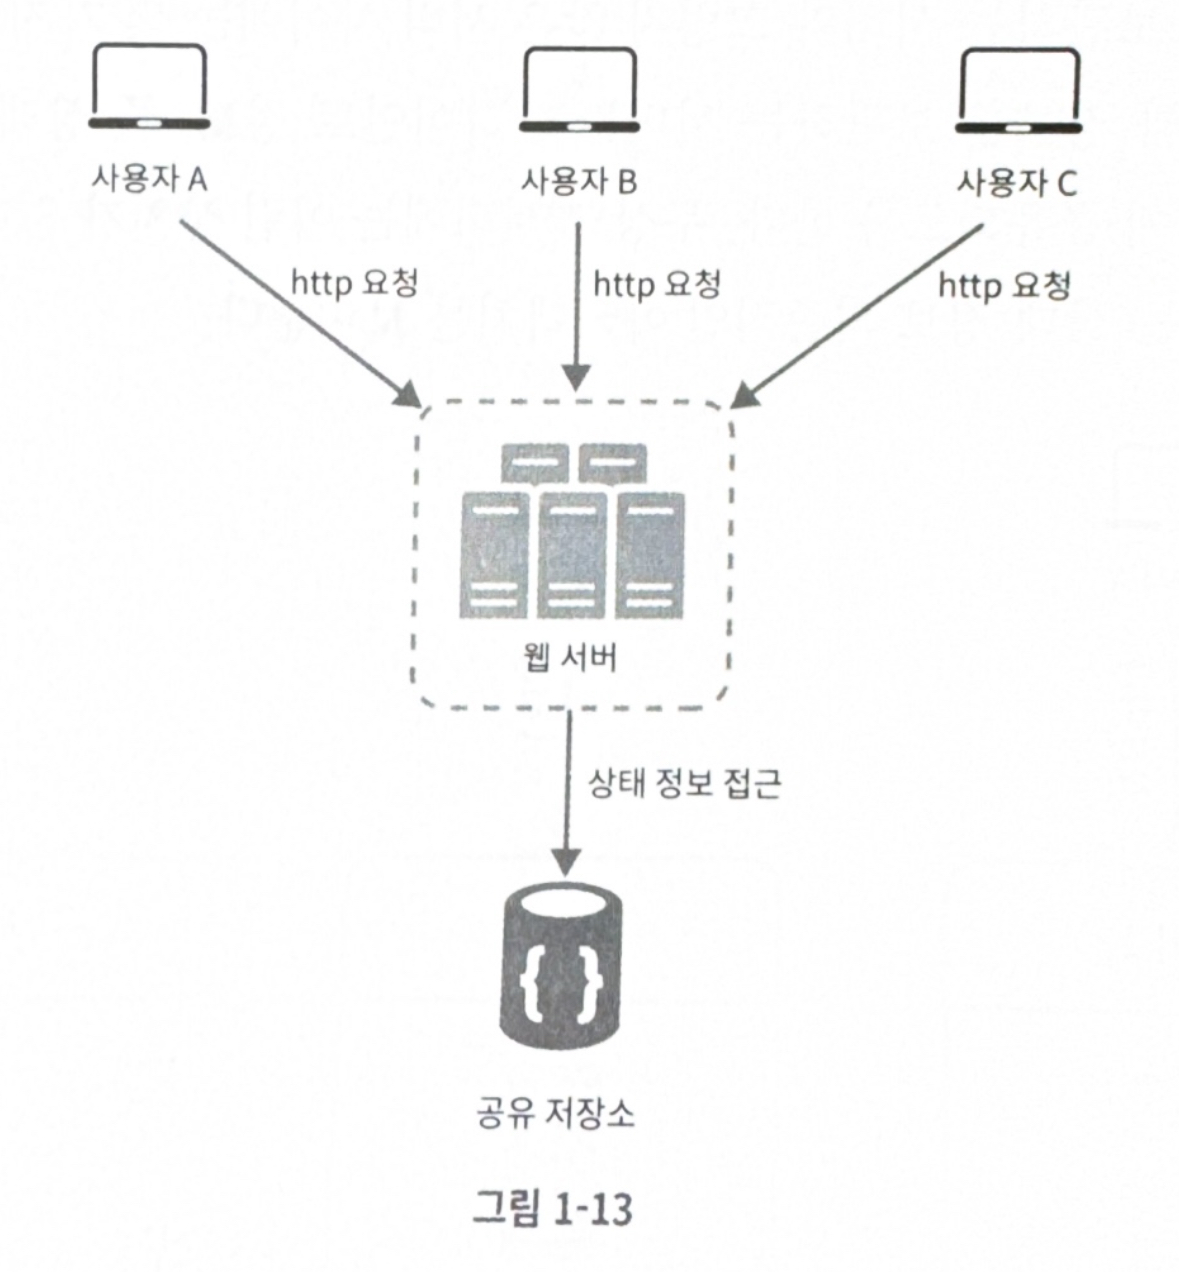 사용자 A
사용자 B
사용자 C
http 요청
http 요청
http 요청
웹 서버
상태 정보 접근
공유 저장소
그림 1-13